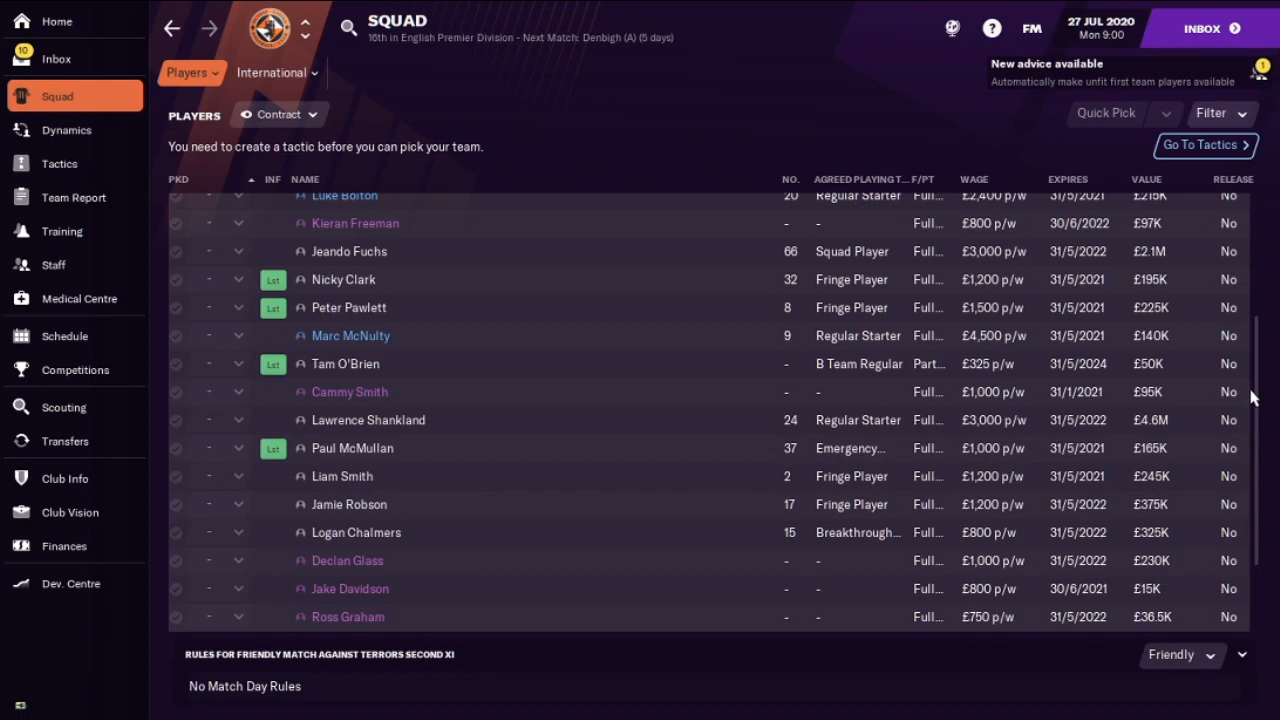 Home
10
Inbox
Squad
Dynamics
Tactics
Team Report
Training
Staff
Medical Centre
Schedule
Competitions
Scouting
Transfers
Club Info
Club Vision
Finances
Dev. Centre
SQUAD
16th in English Premier Division - Next Match: Denbigh (A) (5 days)
?
FM
27 JUL 2020
Mon 9:00
INBOX
Players
International
New advice available
Automatically make unfit first team players available
1
PLAYERS
Contract
Quick Pick
Filter
You need to create a tactic before you can pick your team.
Go To Tactics
PKD INF NAME NO. AGREED PLAYING T... F/PT WAGE EXPIRES VALUE RELEASE
- Luke Bolton 20 Regular Starter Full... £2,400 p/w 31/5/2021 £215K No
- Kieran Freeman - - Full... £800 p/w 30/6/2022 £97K No
- Jeando Fuchs 66 Squad Player Full... £3,000 p/w 31/5/2022 £2.1M No
- Lst Nicky Clark 32 Fringe Player Full... £1,200 p/w 31/5/2021 £195K No
- Lst Peter Pawlett 8 Fringe Player Full... £1,500 p/w 31/5/2021 £225K No
- Marc McNulty 9 Regular Starter Full... £4,500 p/w 31/5/2021 £140K No
- Lst Tam O'Brien - B Team Regular Part... £325 p/w 31/5/2024 £50K No
- Cammy Smith - - Full... £1,000 p/w 31/1/2021 £95K No
- Lawrence Shankland 24 Regular Starter Full... £3,000 p/w 31/5/2022 £4.6M No
- Lst Paul McMullan 37 Emergency... Full... £1,000 p/w 31/5/2021 £165K No
- Liam Smith 2 Fringe Player Full... £1,200 p/w 31/5/2021 £245K No
- Jamie Robson 17 Fringe Player Full... £1,200 p/w 31/5/2022 £375K No
- Logan Chalmers 15 Breakthrough... Full... £800 p/w 31/5/2022 £325K No
- Declan Glass - - Full... £1,000 p/w 31/5/2022 £230K No
- Jake Davidson - - Full... £800 p/w 30/6/2021 £15K No
- Ross Graham - - Full... £750 p/w 31/5/2022 £36.5K No
RULES FOR FRIENDLY MATCH AGAINST TERRORS SECOND XI
Friendly
No Match Day Rules